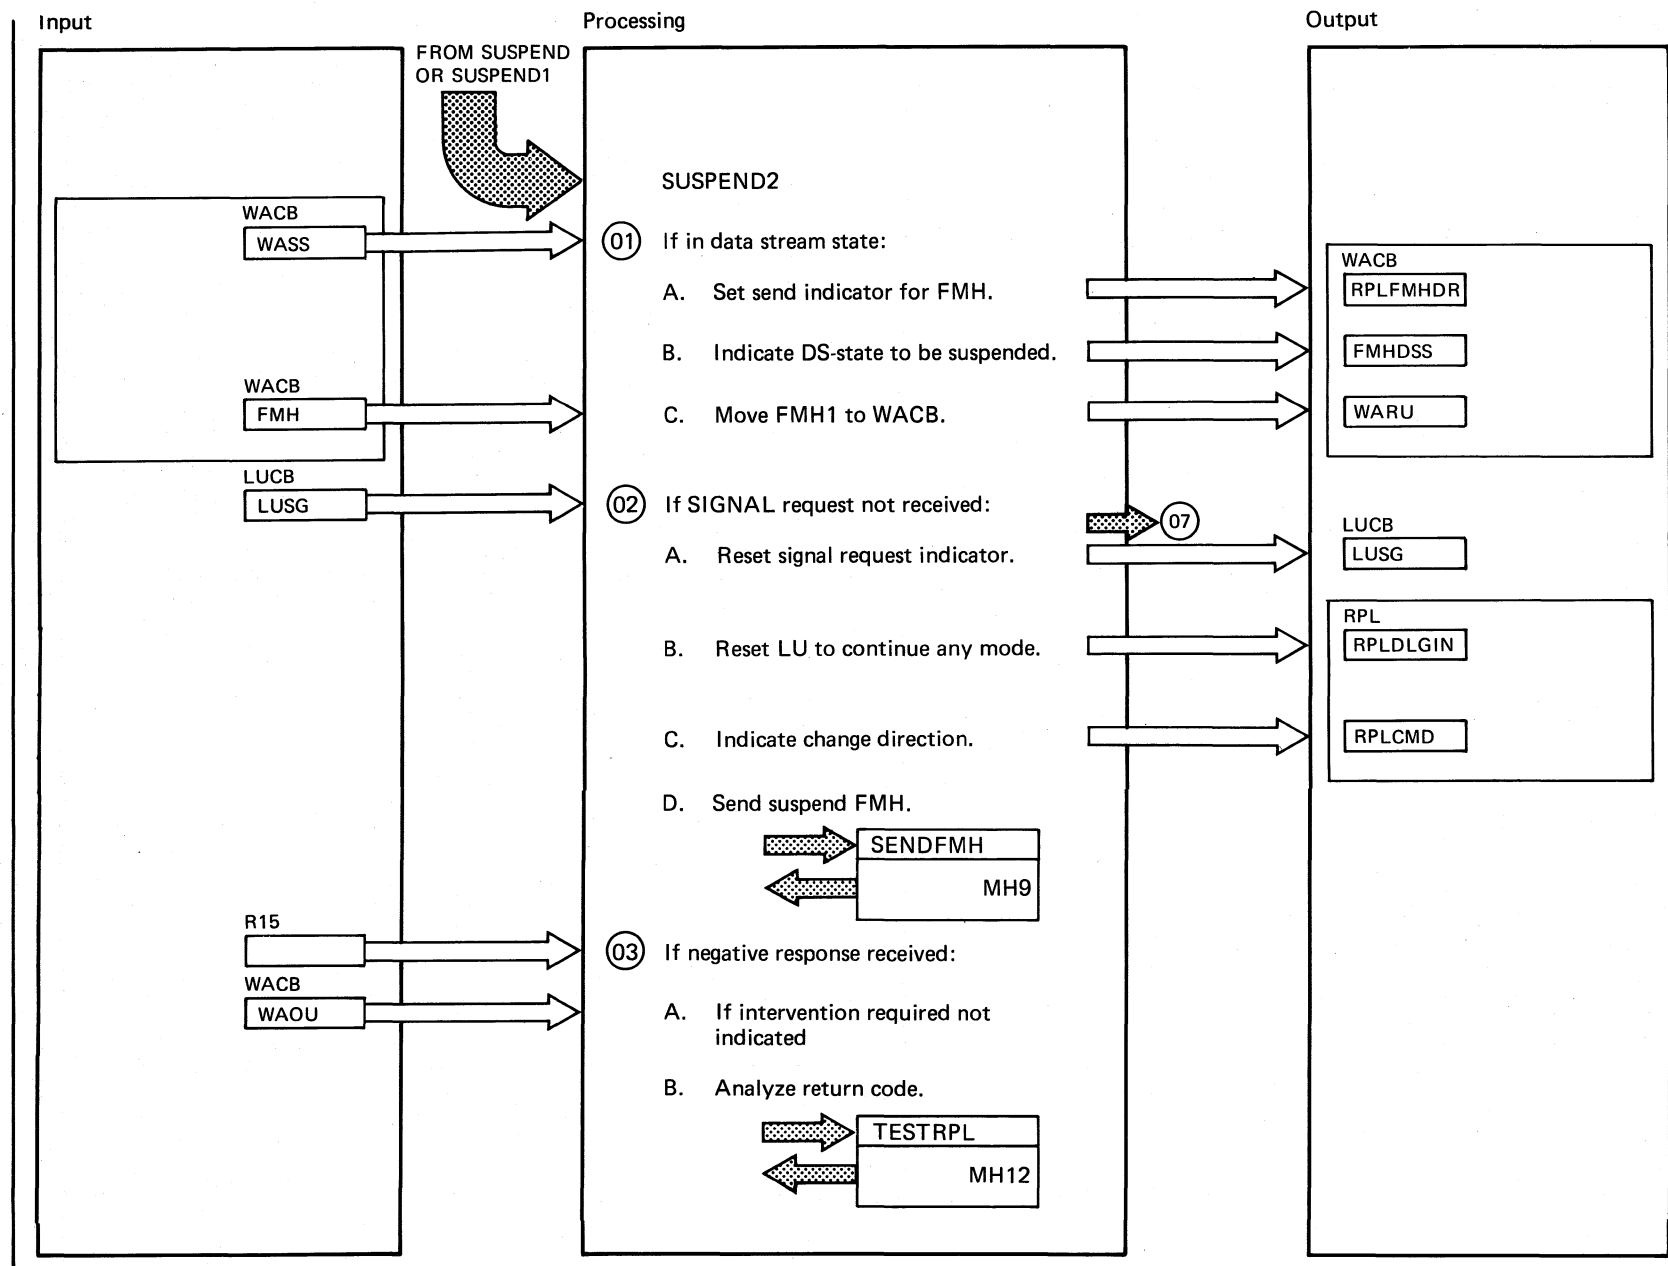 Input
Processing
Output
FROM SUSPEND
OR SUSPEND1
SUSPEND2
WACB
WASS
01 If in data stream state:
A. Set send indicator for FMH.
WACB
RPLFMHDR
B. Indicate DS-state to be suspended.
FMHDSS
WACB
FMH
C. Move FMH1 to WACB.
WARU
LUCB
LUSG
02 If SIGNAL request not received:
07
A. Reset signal request indicator.
LUCB
LUSG
B. Reset LU to continue any mode.
RPL
RPLDLGIN
C. Indicate change direction.
RPLCMD
D. Send suspend FMH.
SENDFMH
MH9
R15
03 If negative response received:
WACB
WAOU
A. If intervention required not
indicated
B. Analyze return code.
TESTRPL
MH12